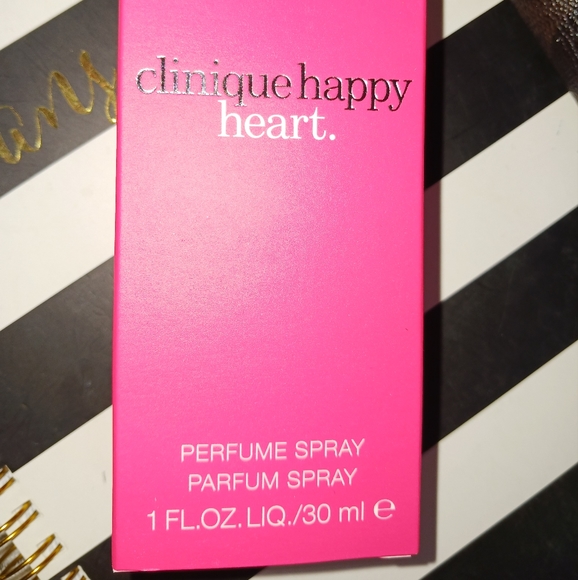 clinique happy
heart.
PERFUME SPRAY
PARFUM SPRAY
1 FL.OZ.LIQ./30 ml ℮